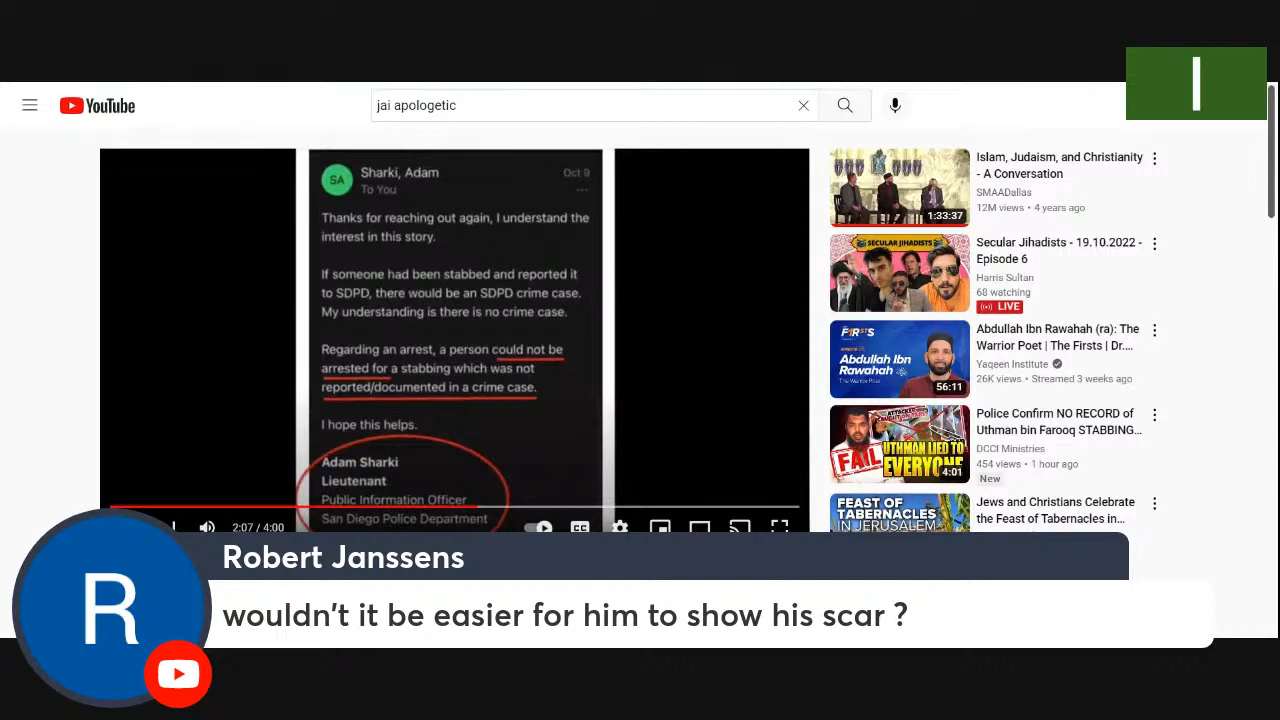 YouTube
jai apologetic
I
SA
Sharki, Adam
Oct 9
To You
Thanks for reaching out again, I understand the
interest in this story.
If someone had been stabbed and reported it
to SDPD, there would be an SDPD crime case.
My understanding is there is no crime case.
Regarding an arrest, a person could not be
arrested for a stabbing which was not
reported/documented in a crime case.
I hope this helps.
Adam Sharki
Lieutenant
Public Information Officer
San Diego Police Department
2:07 / 4:00
CC
1:33:37
Islam, Judaism, and Christianity
- A Conversation
SMAADallas
12M views • 4 years ago
SECULAR JIHADISTS
Secular Jihadists - 19.10.2022 -
Episode 6
Harris Sultan
68 watching
LIVE
FIRSTS
Abdullah Ibn
Rawahah (ra)
The Warrior Poet
56:11
Abdullah Ibn Rawahah (ra): The
Warrior Poet | The Firsts | Dr....
Yaqeen Institute
26K views • Streamed 3 weeks ago
FAIL
UTHMAN LIED TO
EVERYONE
4:01
Police Confirm NO RECORD of
Uthman bin Farooq STABBING...
DCCI Ministries
454 views • 1 hour ago
New
FEAST OF
TABERNACLES
IN JERUSALEM
Jews and Christians Celebrate
the Feast of Tabernacles in...
R
Robert Janssens
wouldn't it be easier for him to show his scar ?